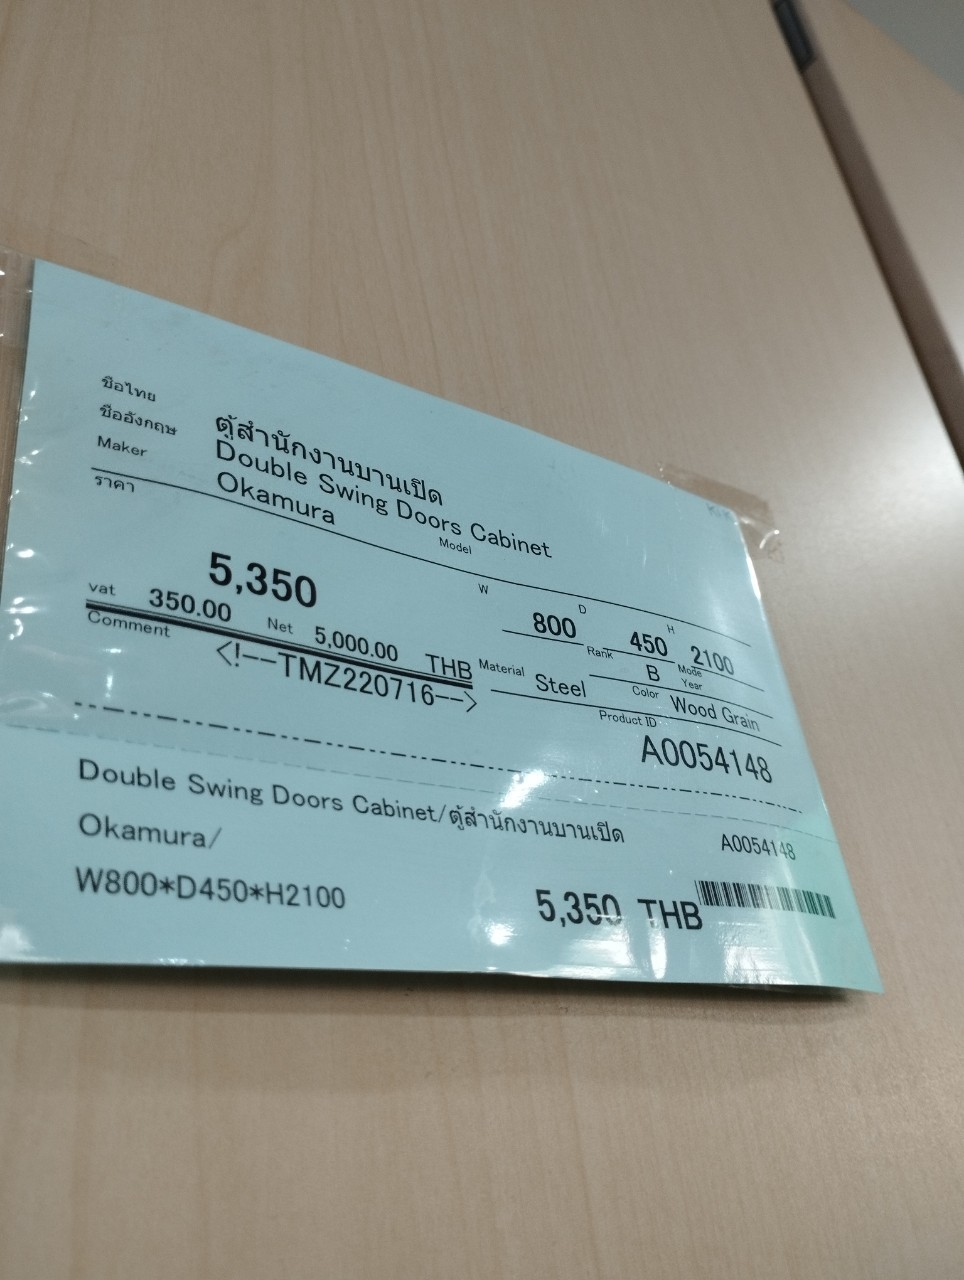 ชื่อไทย ตู้สำนักงานบานเปิด
ชื่ออังกฤษ Double Swing Doors Cabinet
Maker Okamura Model
ราคา 5,350 W 800 D 450 H 2100
vat 350.00 Net 5,000.00 THB
Rank B Mode Year
Comment <!--TMZ220716-->
Material Steel Color Wood Grain
Product ID A0054148
Double Swing Doors Cabinet/ตู้สำนักงานบานเปิด A0054148
Okamura/
W800*D450*H2100 5,350 THB